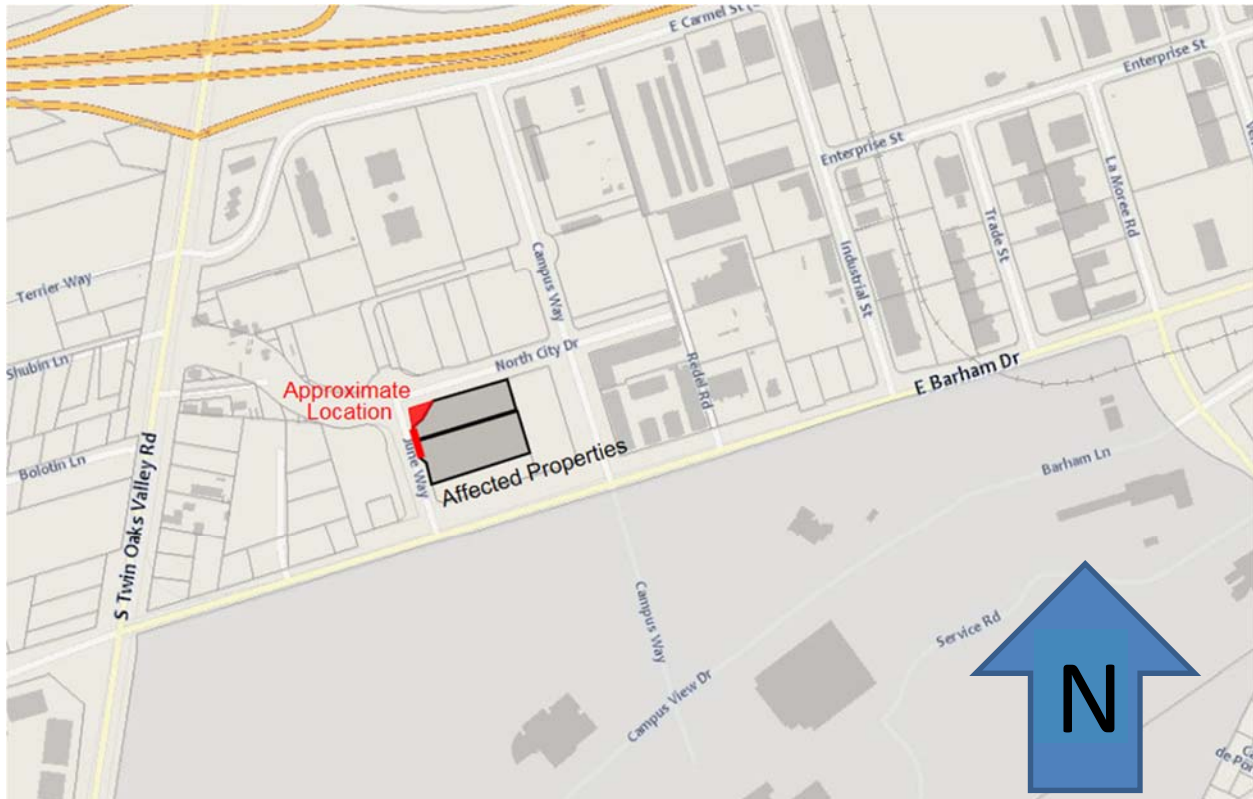 E Carmel St (
Enterprise St
Enterprise St
La Moree Rd
Trade St
Industrial St
Campus Way
Terrier Way
Shubin Ln
North City Dr
Redel Rd
E Barham Dr
Approximate
Location
June Way
Affected Properties
Bolotin Ln
S Twin Oaks Valley Rd
Barham Ln
Campus Way
Service Rd
Campus View Dr
N
de Por